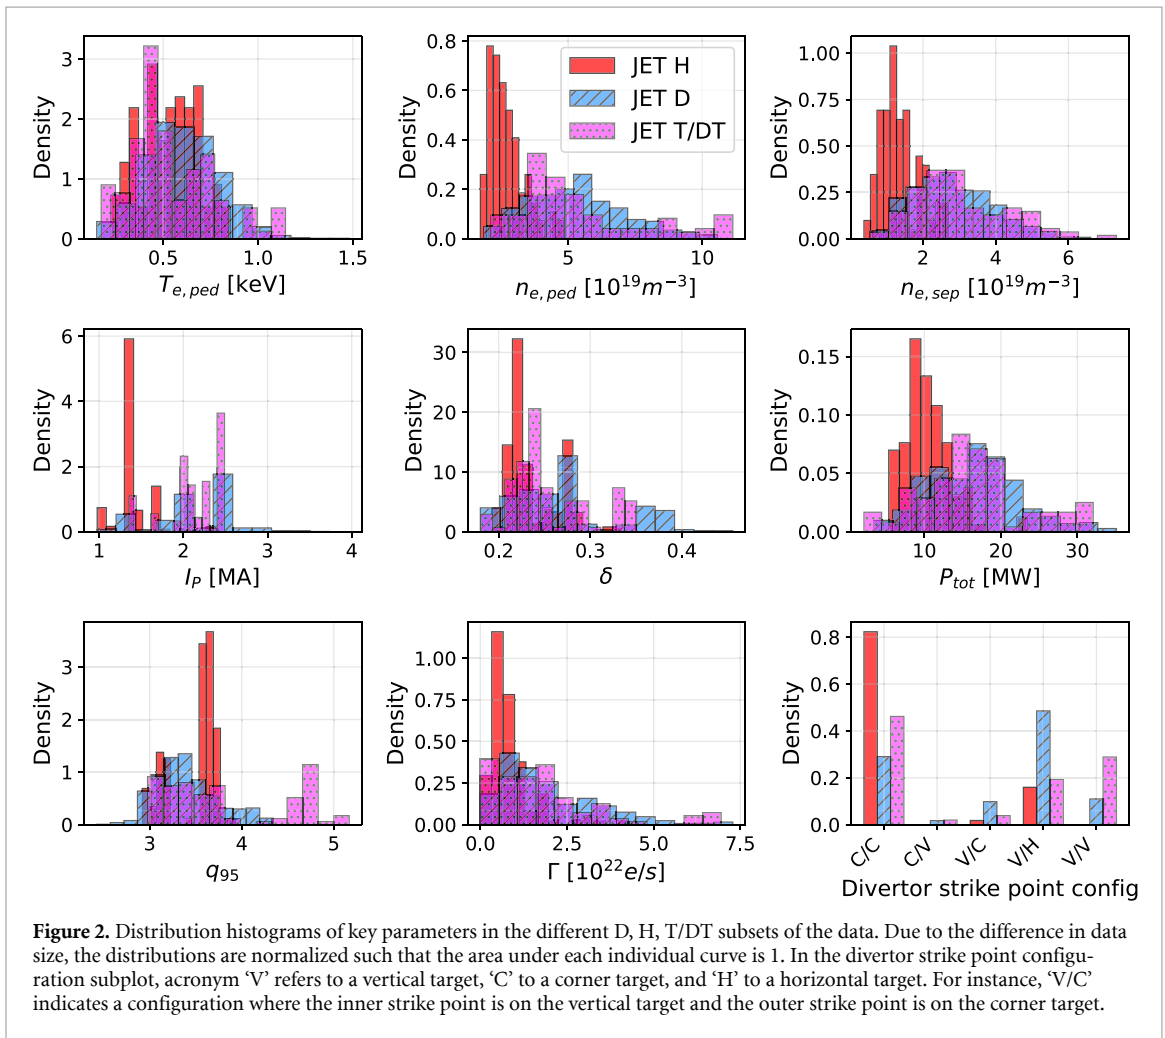 3
2
1
0
Density
0.5
1.0
1.5
T_{e,ped} [keV]
0.8
0.6
0.4
0.2
0.0
Density
5
10
n_{e,ped} [10^{19}m^{-3}]
JET H
JET D
JET T/DT
1.00
0.75
0.50
0.25
0.00
Density
2
4
6
n_{e,sep} [10^{19}m^{-3}]
6
4
2
0
Density
1
2
3
4
I_P [MA]
30
20
10
0
Density
0.2
0.3
0.4
δ
0.15
0.10
0.05
0.00
Density
10
20
30
P_{tot} [MW]
3
2
1
0
Density
3
4
5
q_{95}
1.00
0.75
0.50
0.25
0.00
Density
0.0
2.5
5.0
7.5
Γ [10^{22}e/s]
0.8
0.6
0.4
0.2
0.0
Density
C/C
C/V
V/C
V/H
V/V
Divertor strike point config
Figure 2. Distribution histograms of key parameters in the different D, H, T/DT subsets of the data. Due to the difference in data
size, the distributions are normalized such that the area under each individual curve is 1. In the divertor strike point configu-
ration subplot, acronym ‘V’ refers to a vertical target, ‘C’ to a corner target, and ‘H’ to a horizontal target. For instance, ‘V/C’
indicates a configuration where the inner strike point is on the vertical target and the outer strike point is on the corner target.